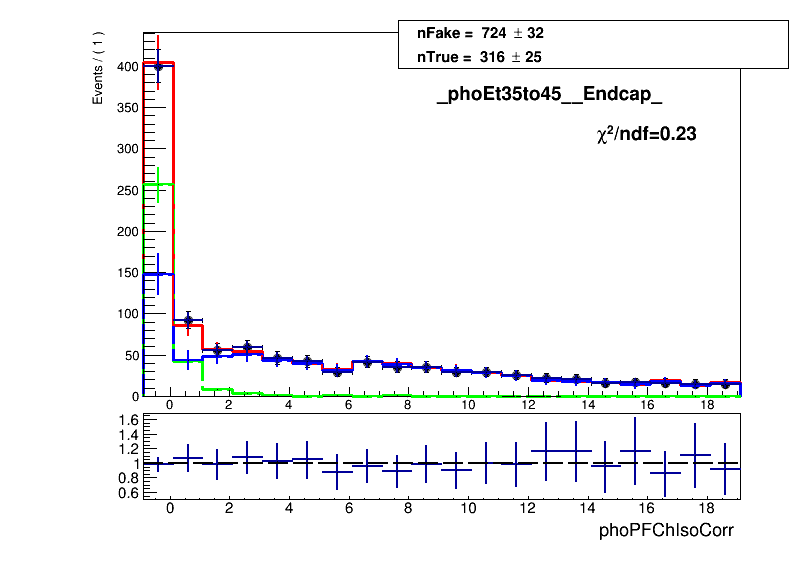 nFake = 724 ± 32
nTrue = 316 ± 25
_phoEt35to45__Endcap_
χ²/ndf=0.23
Events / ( 1 )
400
350
300
250
200
150
100
50
0
0 2 4 6 8 10 12 14 16 18
1.6
1.4
1.2
1
0.8
0.6
0 2 4 6 8 10 12 14 16 18
phoPFChIsoCorr